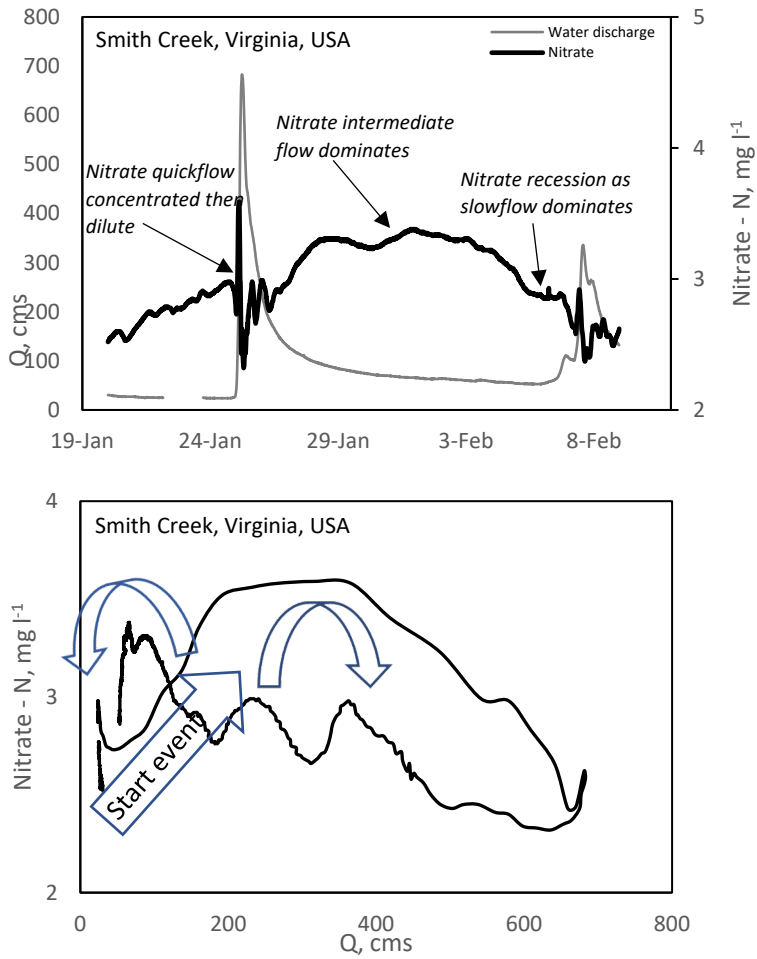 Smith Creek, Virginia, USA
Water discharge
Nitrate
Nitrate intermediate
flow dominates
Nitrate quickflow
concentrated then
dilute
Nitrate recession as
slowflow dominates
800
700
600
500
400
300
200
100
0
Q, cms
5
4
3
2
Nitrate - N, mg l-1
19-Jan
24-Jan
29-Jan
3-Feb
8-Feb
Smith Creek, Virginia, USA
4
3
2
Nitrate - N, mg l-1
Start event
0
200
400
600
800
Q, cms